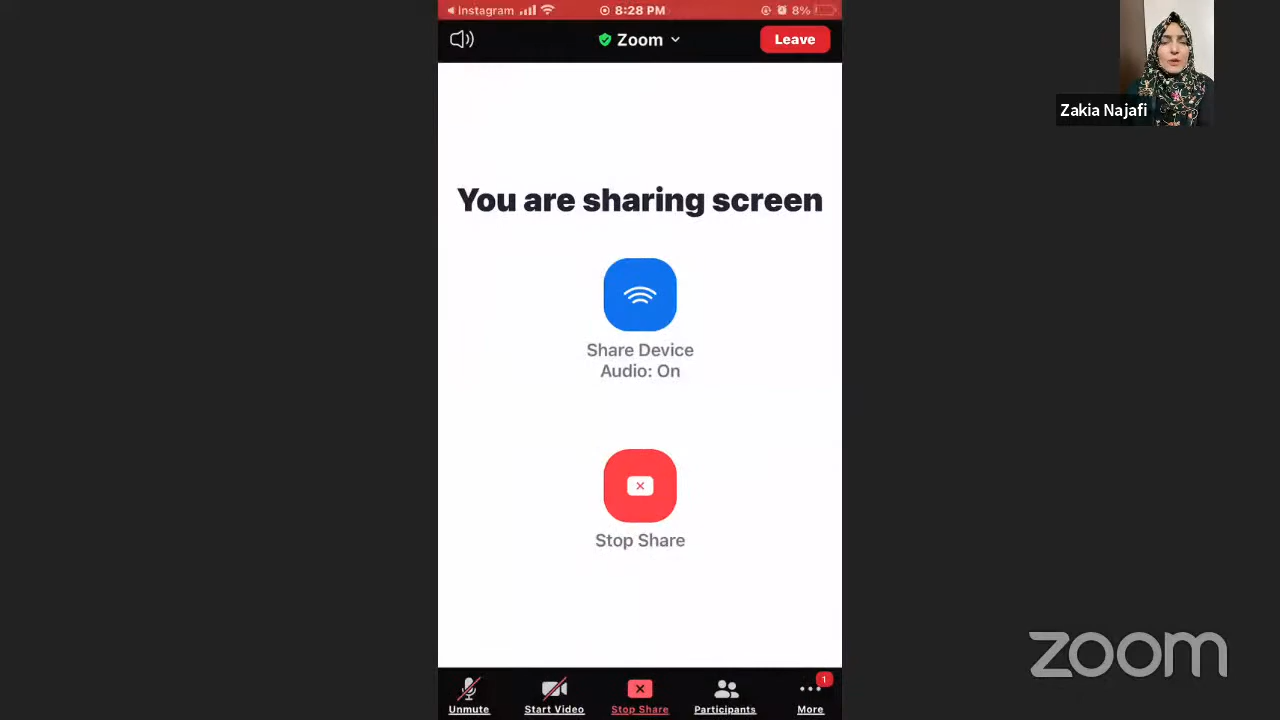 Instagram
8:28 PM
8%
Zoom
Leave
Zakia Najafi
You are sharing screen
Share Device
Audio: On
Stop Share
1
Unmute
Start Video
Stop Share
Participants
More
zoom